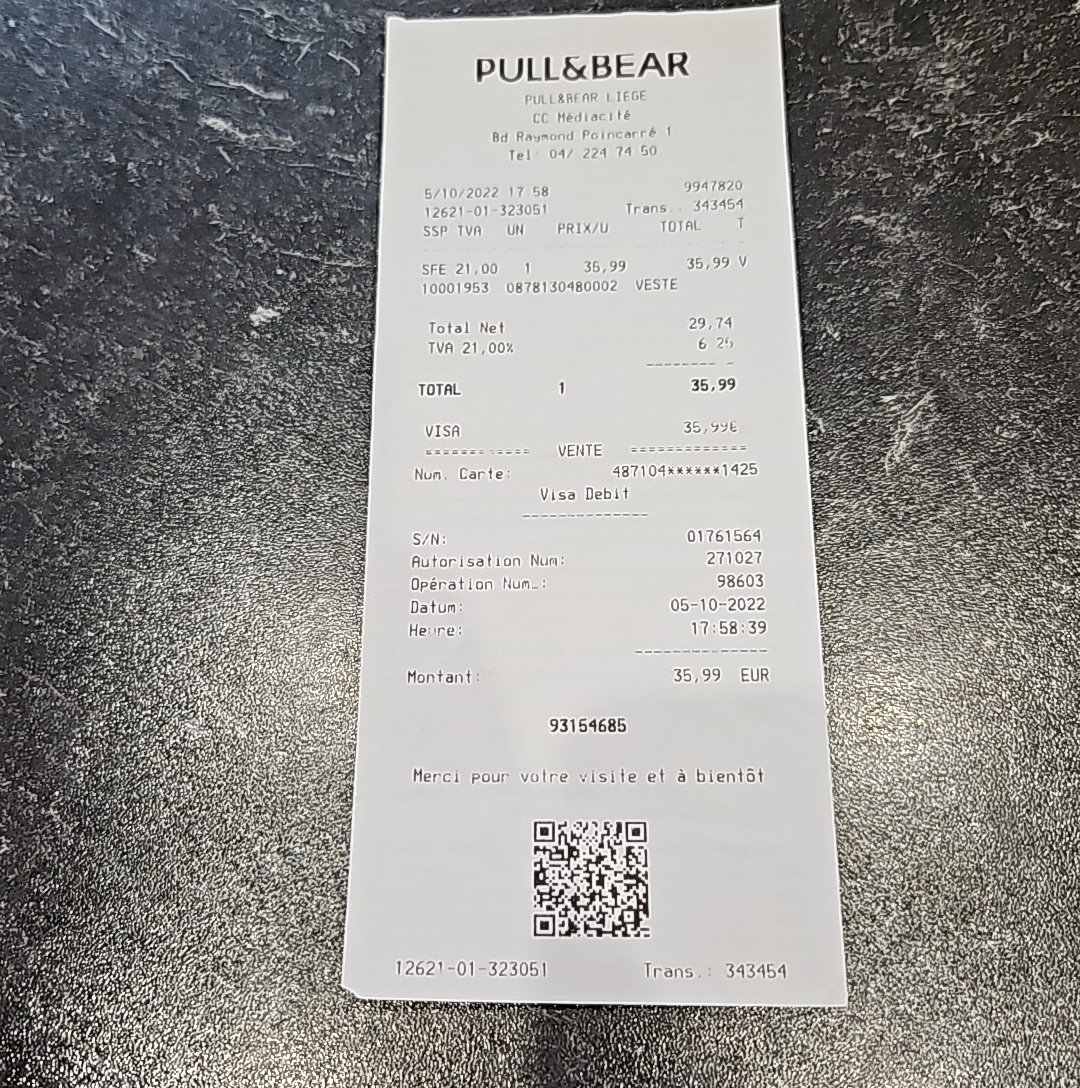 PULL&BEAR
PULL&BEAR LIEGE
CC Médiacité
Bd Raymond Poincarré 1
Tel: 04/ 224 74 50
5/10/2022 17:58 9947820
12621-01-323051 Trans.: 343454
SSP TVA UN PRIX/U TOTAL T
SFE 21,00 1 35,99 35,99 V
10001953 0878130480002 VESTE
Total Net 29,74
TVA 21,00% 6 25
--------- -
TOTAL 1 35,99
VISA 35,99€
============ VENTE =============
Num. Carte: 487104******1425
Visa Debit
--------------
S/N: 01761564
Autorisation Num: 271027
Opération Num_: 98603
Datum: 05-10-2022
Heure: 17:58:39
--------------
Montant: 35,99 EUR
93154685
Merci pour votre visite et à bientôt
12621-01-323051 Trans.: 343454